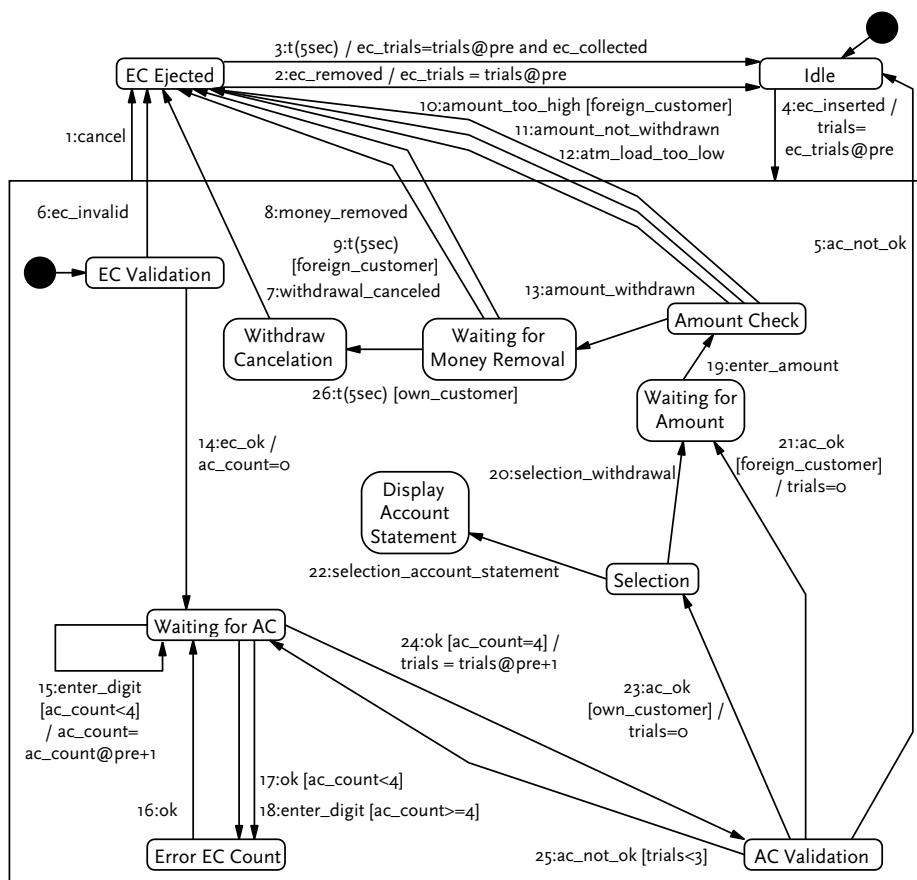 3:t(5sec) / ec_trials=trials@pre and ec_collected
EC Ejected
2:ec_removed / ec_trials = trials@pre
Idle
10:amount_too_high [foreign_customer]
11:amount_not_withdrawn
12:atm_load_too_low
4:ec_inserted /
trials=
ec_trials@pre
1:cancel
6:ec_invalid
8:money_removed
5:ac_not_ok
9:t(5sec)
[foreign_customer]
7:withdrawal_canceled
EC Validation
13:amount_withdrawn
Withdraw
Cancelation
Waiting for
Money Removal
Amount Check
26:t(5sec) [own_customer]
19:enter_amount
Waiting for
Amount
14:ec_ok /
ac_count=0
21:ac_ok
[foreign_customer]
/ trials=0
20:selection_withdrawal
Display
Account
Statement
22:selection_account_statement
Selection
Waiting for AC
24:ok [ac_count=4] /
trials = trials@pre+1
15:enter_digit
[ac_count<4]
/ ac_count=
ac_count@pre+1
23:ac_ok
[own_customer] /
trials=0
17:ok [ac_count<4]
16:ok
18:enter_digit [ac_count>=4]
Error EC Count
25:ac_not_ok [trials<3]
AC Validation